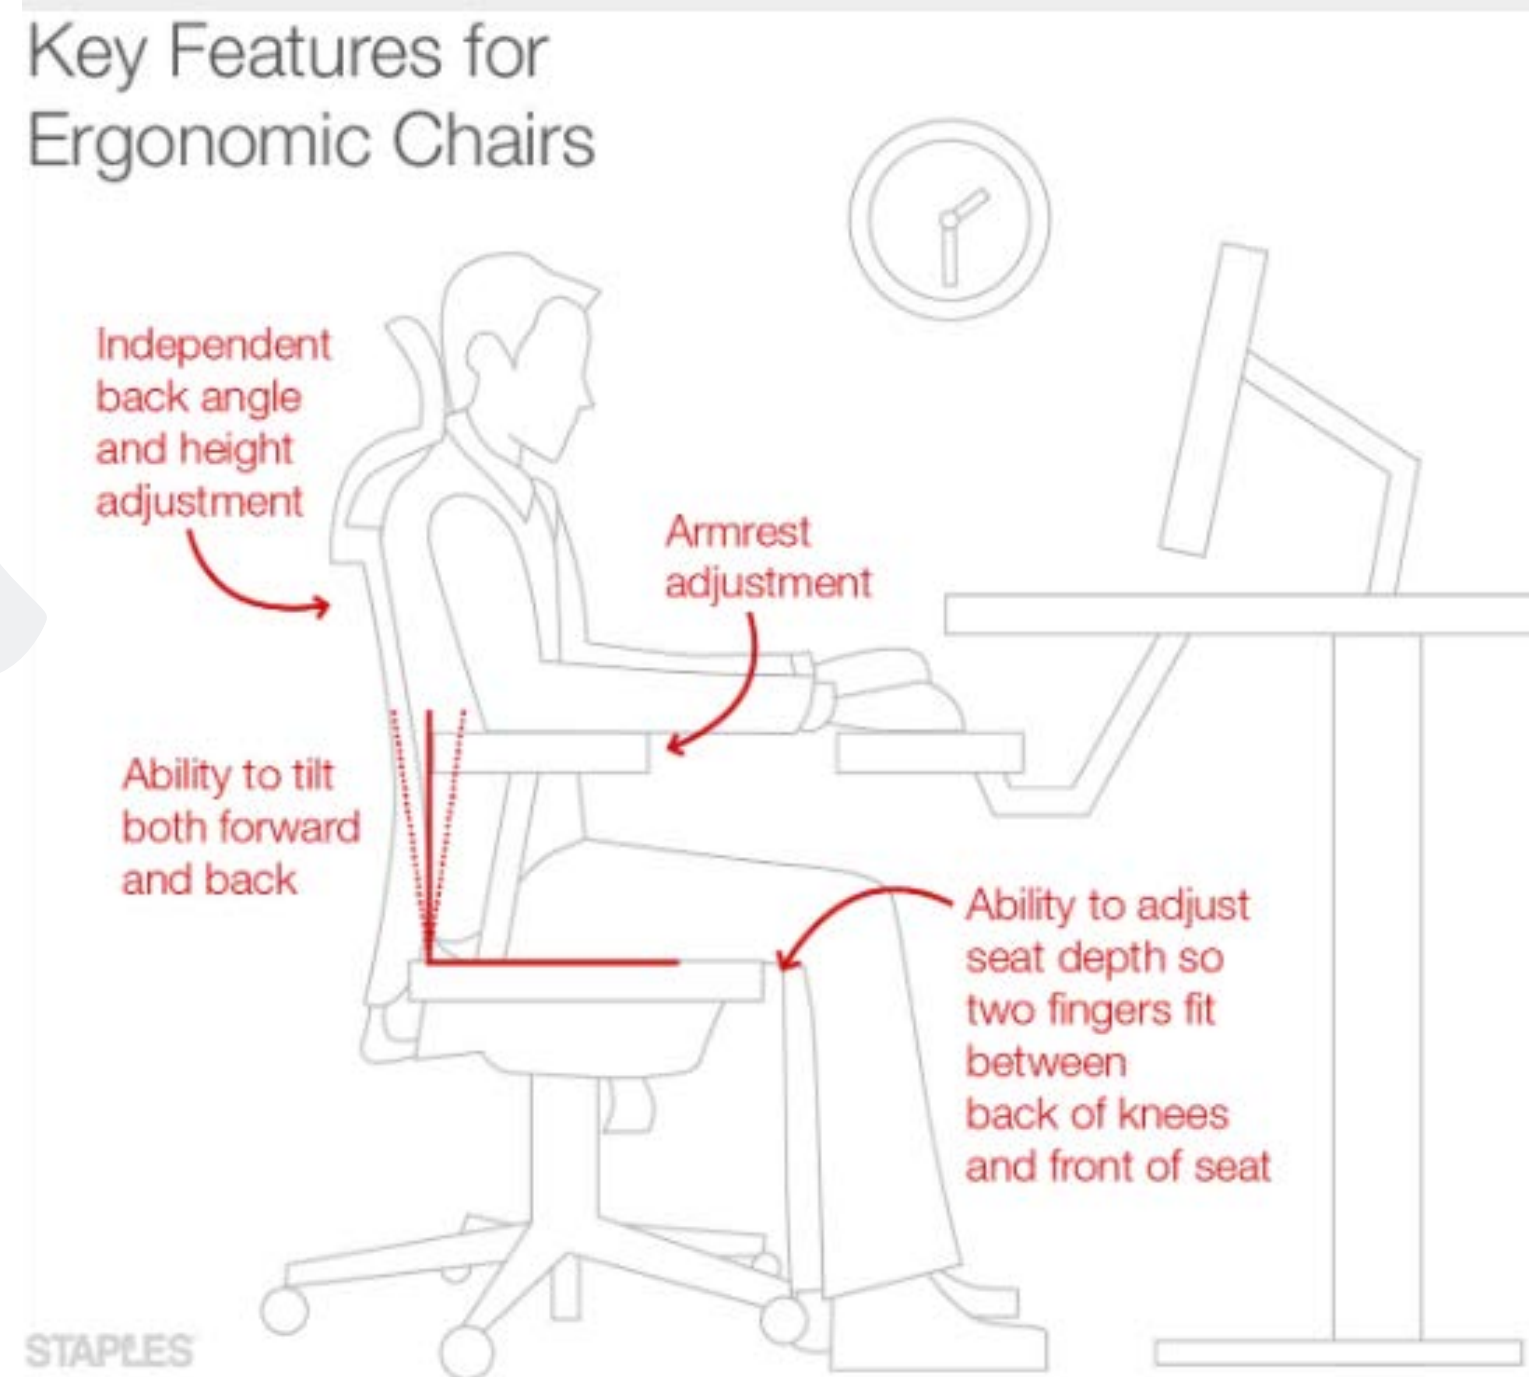 Key Features for
Ergonomic Chairs
Independent
back angle
and height
adjustment
Armrest
adjustment
Ability to tilt
both forward
and back
Ability to adjust
seat depth so
two fingers fit
between
back of knees
and front of seat
STAPLES